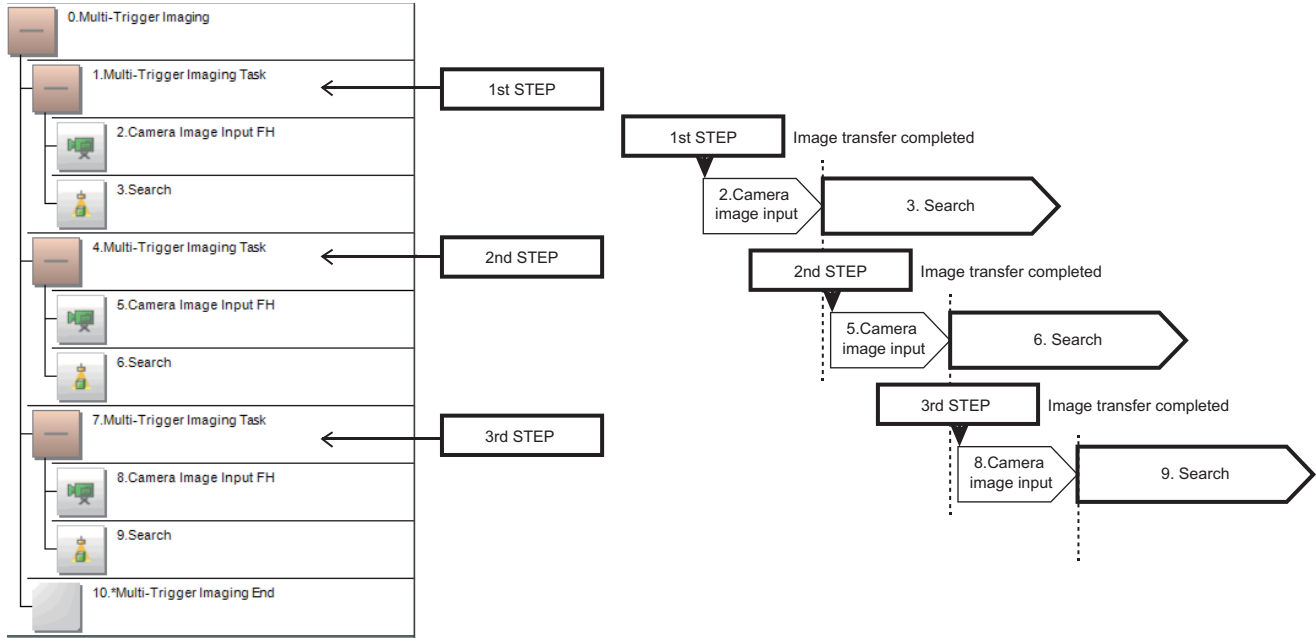 0.Multi-Trigger Imaging
1.Multi-Trigger Imaging Task
1st STEP
2.Camera Image Input FH
3.Search
4.Multi-Trigger Imaging Task
2nd STEP
5.Camera Image Input FH
6.Search
7.Multi-Trigger Imaging Task
3rd STEP
8.Camera Image Input FH
9.Search
10.*Multi-Trigger Imaging End
1st STEP
Image transfer completed
2.Camera
image input
3. Search
2nd STEP
Image transfer completed
5.Camera
image input
6. Search
3rd STEP
Image transfer completed
8.Camera
image input
9. Search